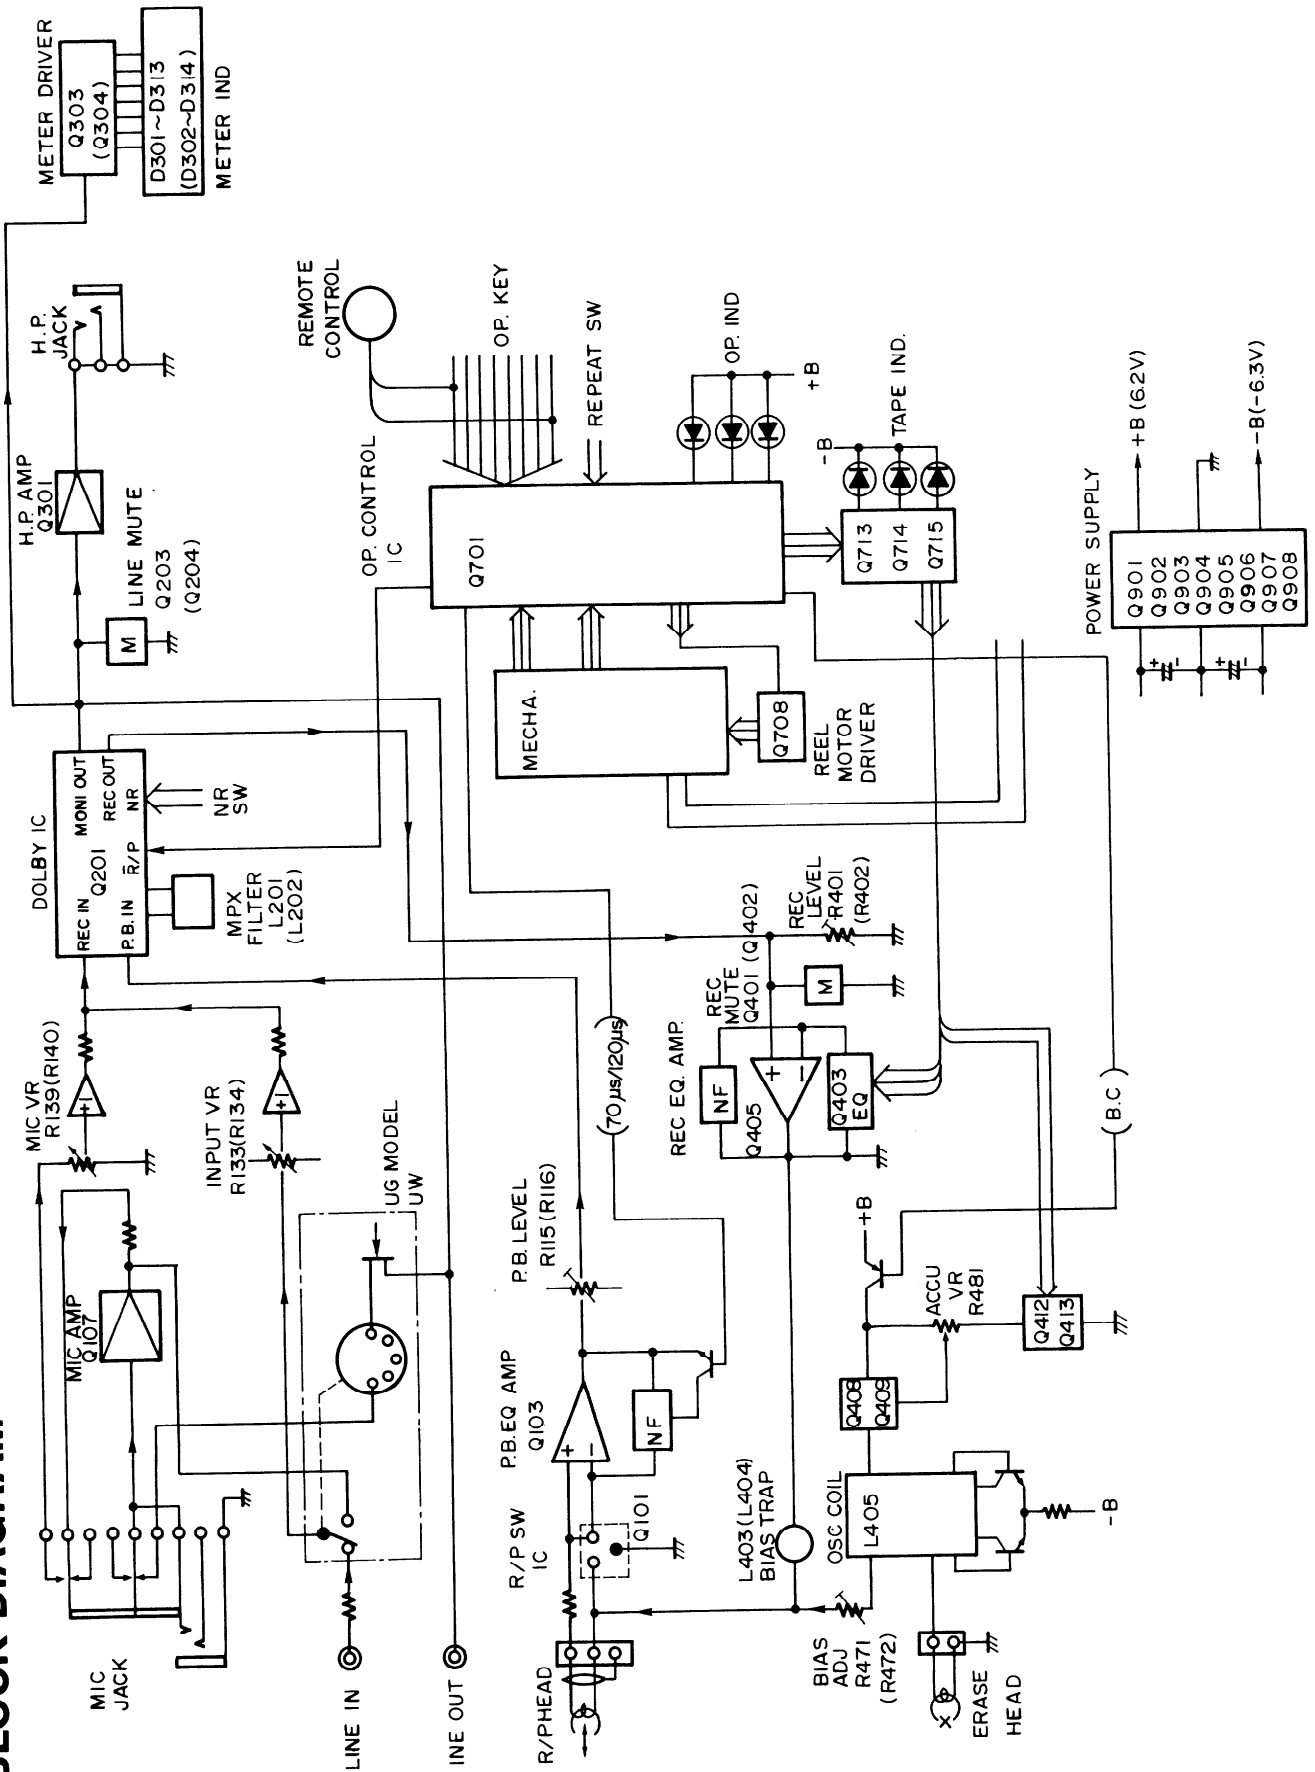 BLOCK DIAGRAM
MIC
JACK
MIC AMP
Q107
MIC VR
R139(R140)
+1
INPUT VR
R133(R134)
+1
LINE IN
UG MODEL
UW
INE OUT
DOLBY IC
REC IN
MONI OUT
Q201
REC OUT
P.B. IN
R/P
NR
MPX
FILTER
L201
(L202)
NR
SW
M
LINE MUTE
Q203
(Q204)
H.P. AMP
Q301
H.P.
JACK
METER DRIVER
Q303
(Q304)
D301~D313
(D302~D314)
METER IND
REMOTE
CONTROL
OP. CONTROL
IC
Q701
OP. KEY
REPEAT SW
OP. IND
+B
-B
TAPE IND.
Q713
Q714
Q715
MECHA.
Q708
REEL
MOTOR
DRIVER
R/PHEAD
R/P SW
IC
Q101
P.B.EQ AMP
Q103
+
-
NF
P.B. LEVEL
R115(R116)
(70µs/120µs)
REC EQ. AMP.
Q405
+
-
NF
Q403
EQ
REC
MUTE
Q401 (Q402)
M
REC
LEVEL
R401
(R402)
L403(L404)
BIAS TRAP
OSC COIL
L405
BIAS
ADJ
R471
(R472)
ERASE
HEAD
-B
Q408
Q409
+B
ACCU
VR
R481
Q412
Q413
(B.C)
POWER SUPPLY
Q901
Q902
Q903
Q904
Q905
Q906
Q907
Q908
+
-
+
-
+B (6.2V)
-B(-6.3V)